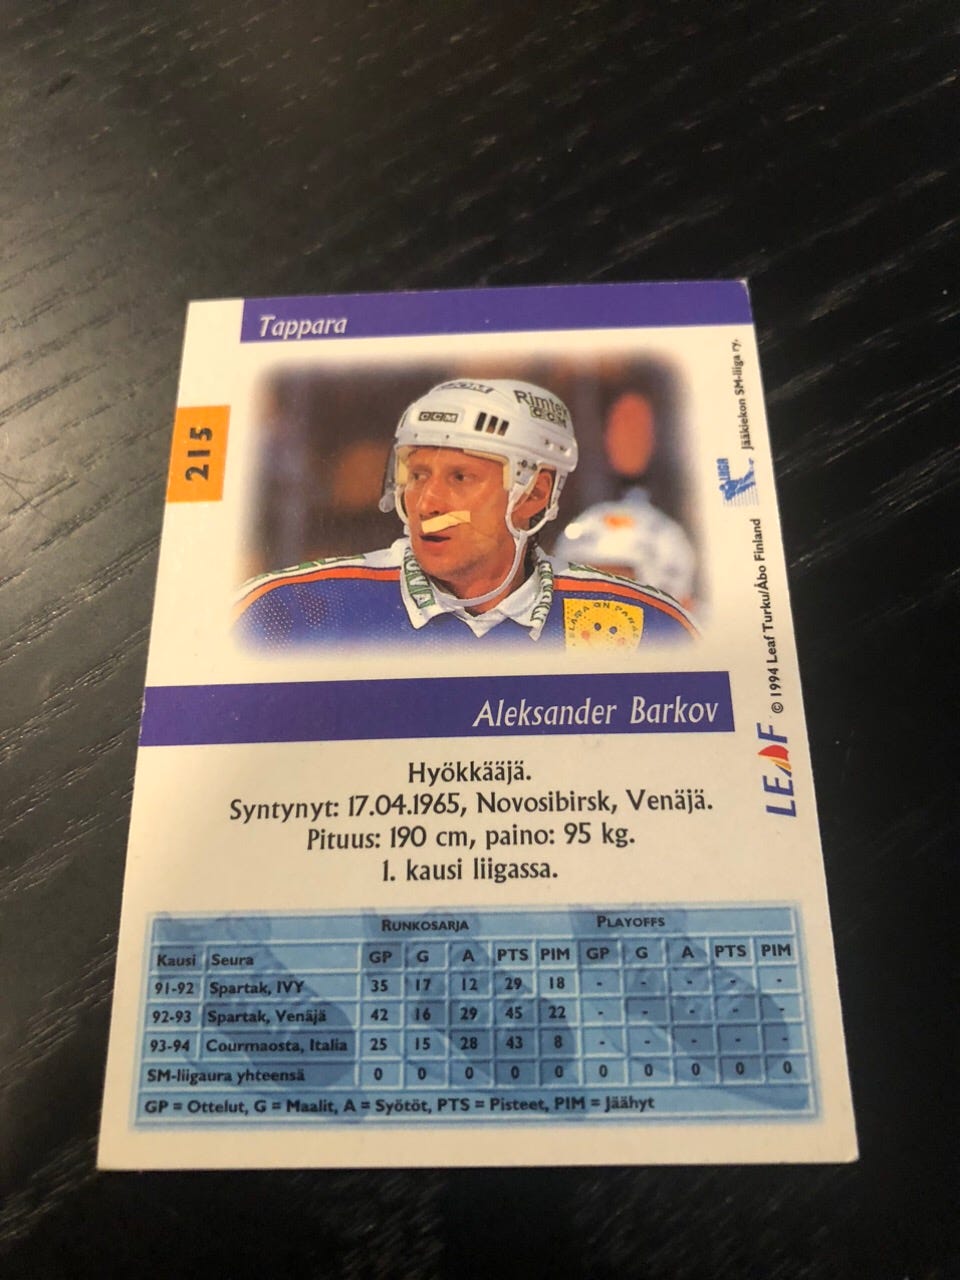 Tappara
215
CCM
CCM
Rimtec
CCM
Jääkiekon SM-liiga ry.
© 1994 Leaf Turku/Åbo Finland
LEAF
Aleksander Barkov
Hyökkääjä.
Syntynyt: 17.04.1965, Novosibirsk, Venäjä.
Pituus: 190 cm, paino: 95 kg.
1. kausi liigassa.
RUNKOSARJA PLAYOFFS
Kausi Seura GP G A PTS PIM GP G A PTS PIM
91-92 Spartak, IVY 35 17 12 29 18 - - - - -
92-93 Spartak, Venäjä 42 16 29 45 22 - - - - -
93-94 Courmaosta, Italia 25 15 28 43 8 - - - - -
SM-liigaura yhteensä 0 0 0 0 0 0 0 0 0 0
GP = Ottelut, G = Maalit, A = Syötöt, PTS = Pisteet, PIM = Jäähyt